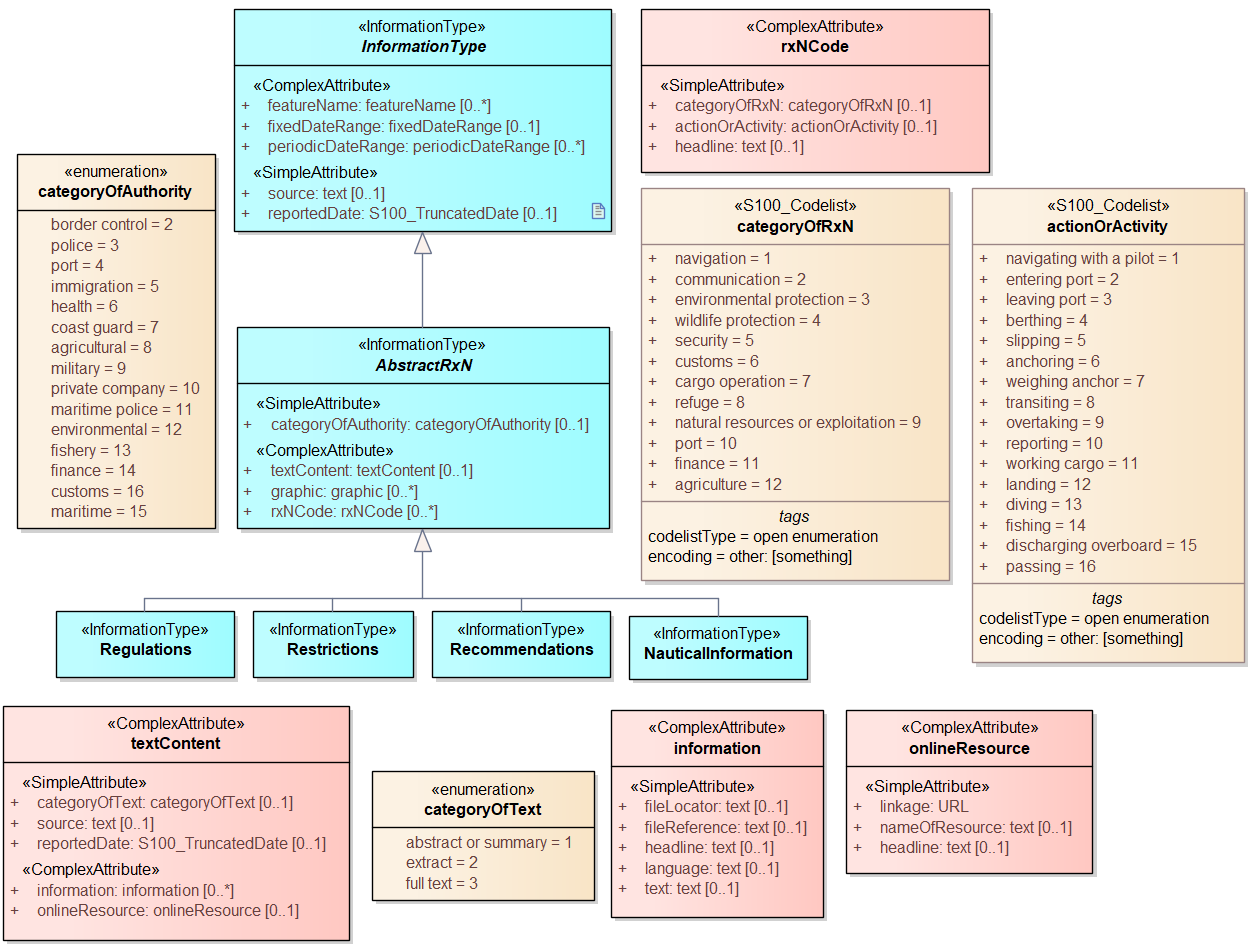 «InformationType»
InformationType
«ComplexAttribute»
+ featureName: featureName [0..*]
+ fixedDateRange: fixedDateRange [0..1]
+ periodicDateRange: periodicDateRange [0..*]
«SimpleAttribute»
+ source: text [0..1]
+ reportedDate: S100_TruncatedDate [0..1]
«ComplexAttribute»
rxNCode
«SimpleAttribute»
+ categoryOfRxN: categoryOfRxN [0..1]
+ actionOrActivity: actionOrActivity [0..1]
+ headline: text [0..1]
«enumeration»
categoryOfAuthority
border control = 2
police = 3
port = 4
immigration = 5
health = 6
coast guard = 7
agricultural = 8
military = 9
private company = 10
maritime police = 11
environmental = 12
fishery = 13
finance = 14
customs = 16
maritime = 15
«InformationType»
AbstractRxN
«SimpleAttribute»
+ categoryOfAuthority: categoryOfAuthority [0..1]
«ComplexAttribute»
+ textContent: textContent [0..1]
+ graphic: graphic [0..*]
+ rxNCode: rxNCode [0..*]
«S100_Codelist»
categoryOfRxN
+ navigation = 1
+ communication = 2
+ environmental protection = 3
+ wildlife protection = 4
+ security = 5
+ customs = 6
+ cargo operation = 7
+ refuge = 8
+ natural resources or exploitation = 9
+ port = 10
+ finance = 11
+ agriculture = 12
tags
codelistType = open enumeration
encoding = other: [something]
«S100_Codelist»
actionOrActivity
+ navigating with a pilot = 1
+ entering port = 2
+ leaving port = 3
+ berthing = 4
+ slipping = 5
+ anchoring = 6
+ weighing anchor = 7
+ transiting = 8
+ overtaking = 9
+ reporting = 10
+ working cargo = 11
+ landing = 12
+ diving = 13
+ fishing = 14
+ discharging overboard = 15
+ passing = 16
tags
codelistType = open enumeration
encoding = other: [something]
«InformationType»
Regulations
«InformationType»
Restrictions
«InformationType»
Recommendations
«InformationType»
NauticalInformation
«ComplexAttribute»
textContent
«SimpleAttribute»
+ categoryOfText: categoryOfText [0..1]
+ source: text [0..1]
+ reportedDate: S100_TruncatedDate [0..1]
«ComplexAttribute»
+ information: information [0..*]
+ onlineResource: onlineResource [0..1]
«enumeration»
categoryOfText
abstract or summary = 1
extract = 2
full text = 3
«ComplexAttribute»
information
«SimpleAttribute»
+ fileLocator: text [0..1]
+ fileReference: text [0..1]
+ headline: text [0..1]
+ language: text [0..1]
+ text: text [0..1]
«ComplexAttribute»
onlineResource
«SimpleAttribute»
+ linkage: URL
+ nameOfResource: text [0..1]
+ headline: text [0..1]